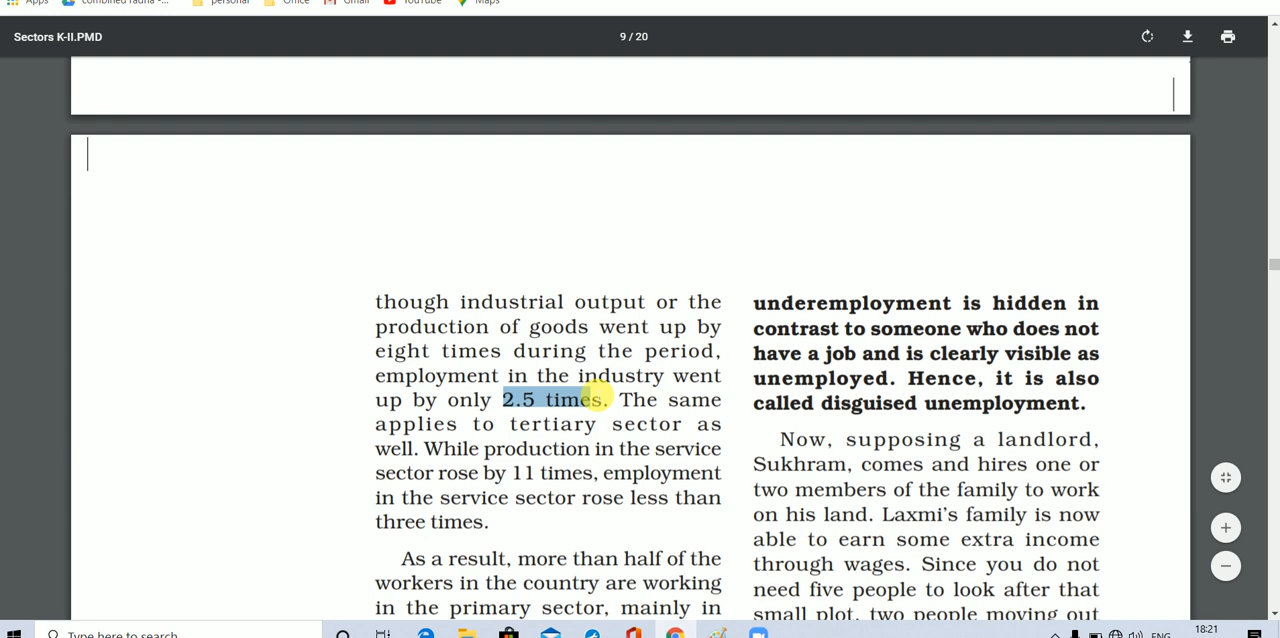 Apps
combined radha -...
personal
Office
Gmail
YouTube
Maps
Sectors K-II.PMD
9 / 20
though industrial output or the
production of goods went up by
eight times during the period,
employment in the industry went
up by only 2.5 times. The same
applies to tertiary sector as
well. While production in the service
sector rose by 11 times, employment
in the service sector rose less than
three times.
As a result, more than half of the
workers in the country are working
in the primary sector, mainly in
underemployment is hidden in
contrast to someone who does not
have a job and is clearly visible as
unemployed. Hence, it is also
called disguised unemployment.
Now, supposing a landlord,
Sukhram, comes and hires one or
two members of the family to work
on his land. Laxmi's family is now
able to earn some extra income
through wages. Since you do not
need five people to look after that
small plot, two people moving out
Type here to search
ENG
18:21